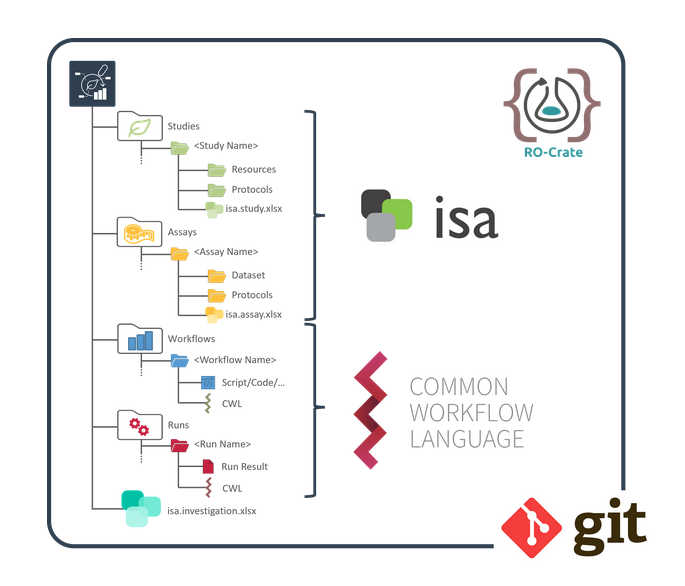 Studies
<Study Name>
Resources
Protocols
isa.study.xlsx
Assays
<Assay Name>
Dataset
Protocols
isa.assay.xlsx
Workflows
<Workflow Name>
Script/Code/...
CWL
Runs
<Run Name>
Run Result
CWL
isa.investigation.xlsx
RO-Crate
isa
COMMON
WORKFLOW
LANGUAGE
git